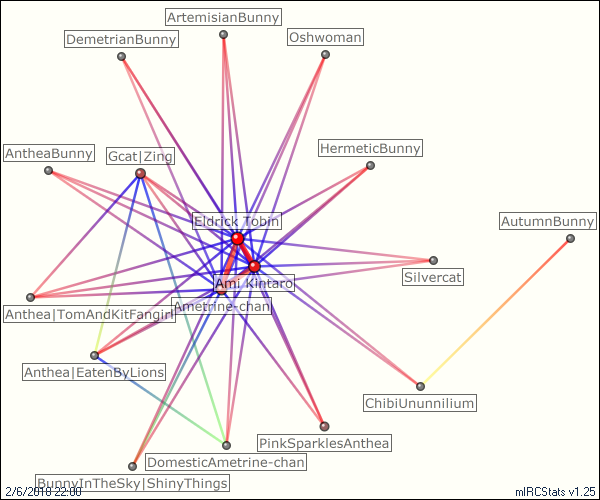 ArtemisianBunny
DemetrianBunny
Oshwoman
AntheaBunny
Gcat|Zing
HermeticBunny
Eldrick Tobin
AutumnBunny
Silvercat
Ami Kintaro
Ametrine-chan
Anthea|TomAndKitFangirl
Anthea|EatenByLions
ChibiUnunnilium
PinkSparklesAnthea
DomesticAmetrine-chan
BunnyInTheSky|ShinyThings
2/6/2010 22:00
mIRCStats v1.25